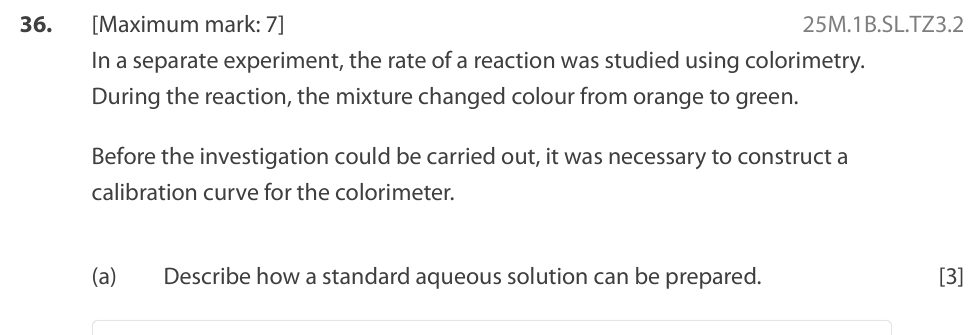 36. [Maximum mark: 7] 25M.1B.SL.TZ3.2
In a separate experiment, the rate of a reaction was studied using colorimetry.
During the reaction, the mixture changed colour from orange to green.
Before the investigation could be carried out, it was necessary to construct a
calibration curve for the colorimeter.
(a) Describe how a standard aqueous solution can be prepared. [3]